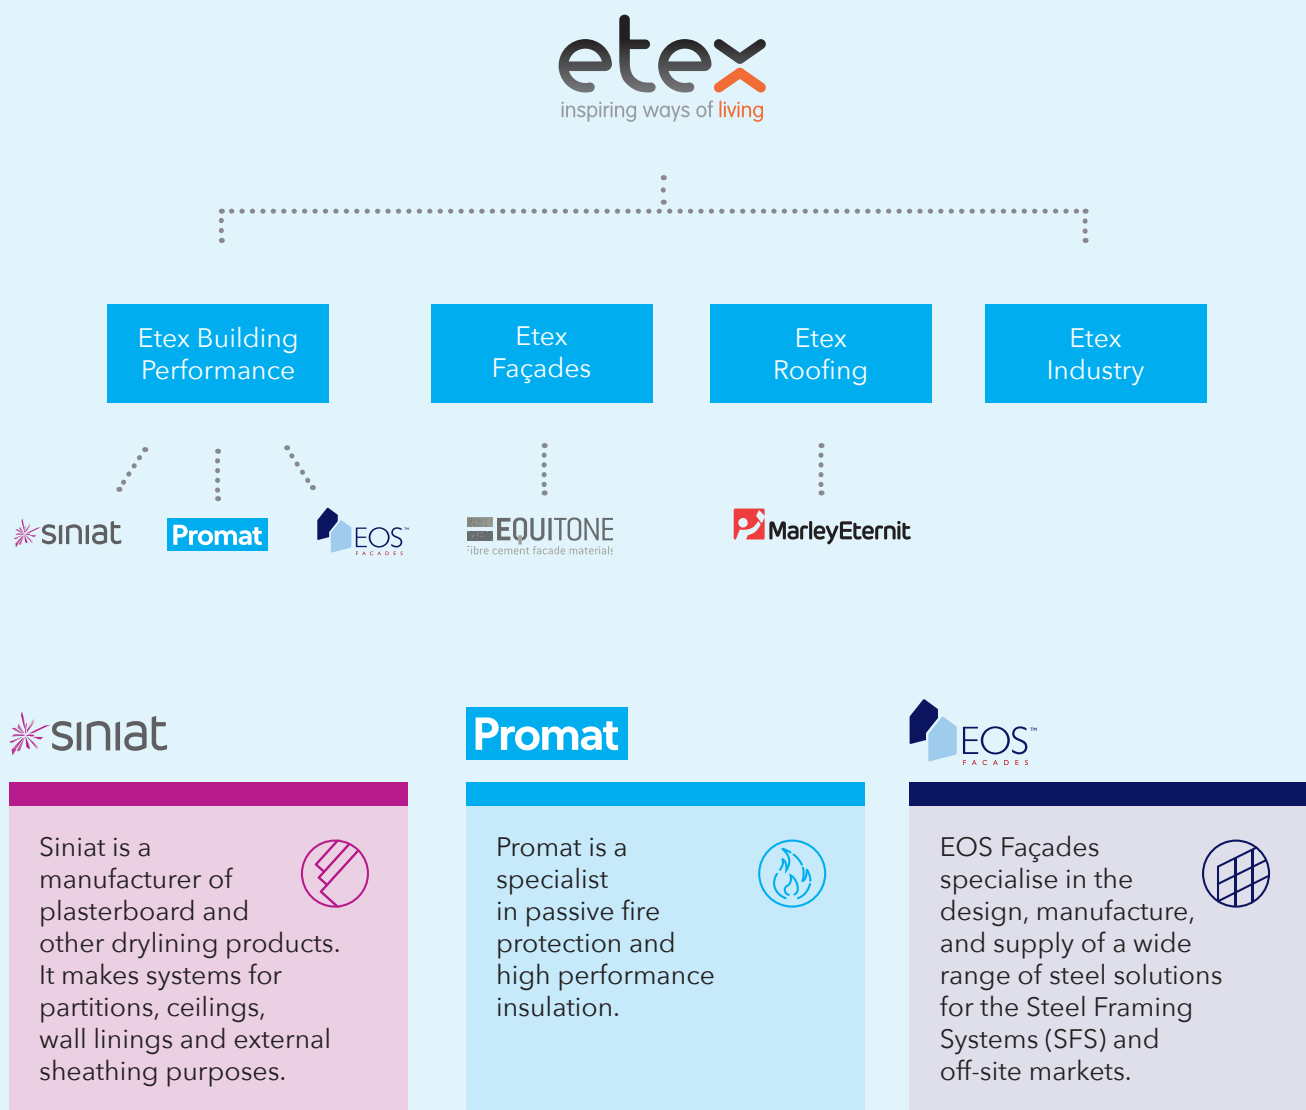 etex
inspiring ways of living
Etex Building
Performance
Etex
Façades
Etex
Roofing
Etex
Industry
sınıat
Promat
EOS™
FACADES
EQUITONE
Fibre cement facade materials
MarleyEternit
sınıat
Promat
EOS™
FACADES
Siniat is a
manufacturer of
plasterboard and
other drylining products.
It makes systems for
partitions, ceilings,
wall linings and external
sheathing purposes.
Promat is a
specialist
in passive fire
protection and
high performance
insulation.
EOS Façades
specialise in the
design, manufacture,
and supply of a wide
range of steel solutions
for the Steel Framing
Systems (SFS) and
off-site markets.